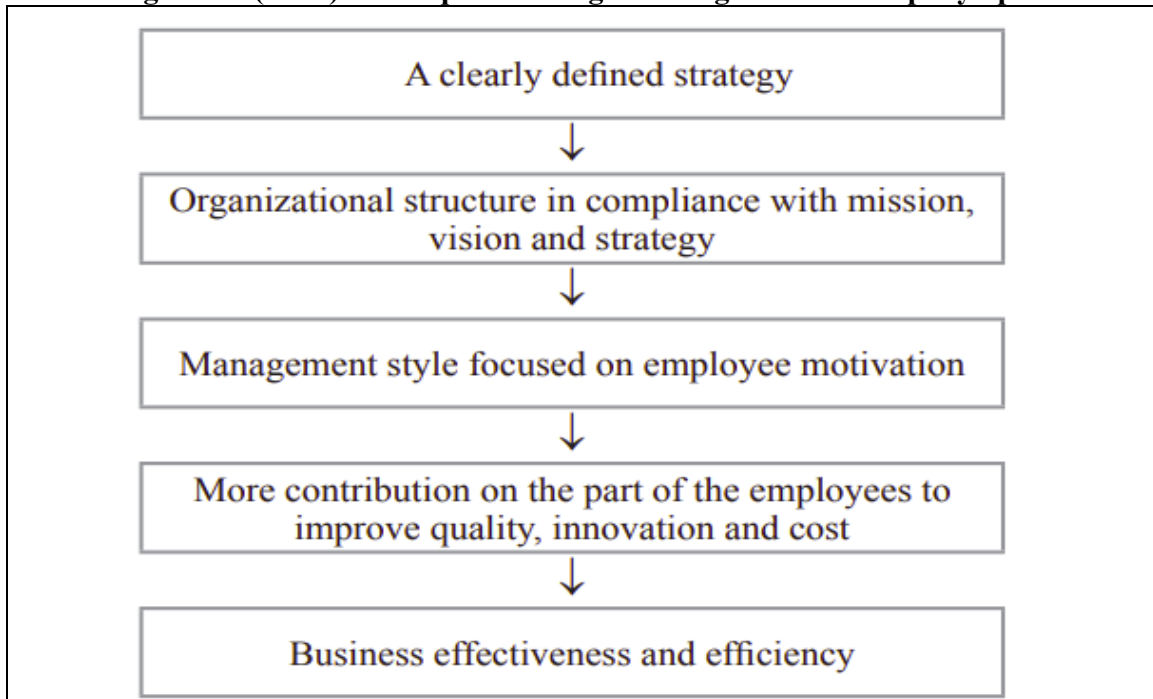 A clearly defined strategy
↓
Organizational structure in compliance with mission,
vision and strategy
↓
Management style focused on employee motivation
↓
More contribution on the part of the employees to
improve quality, innovation and cost
↓
Business effectiveness and efficiency